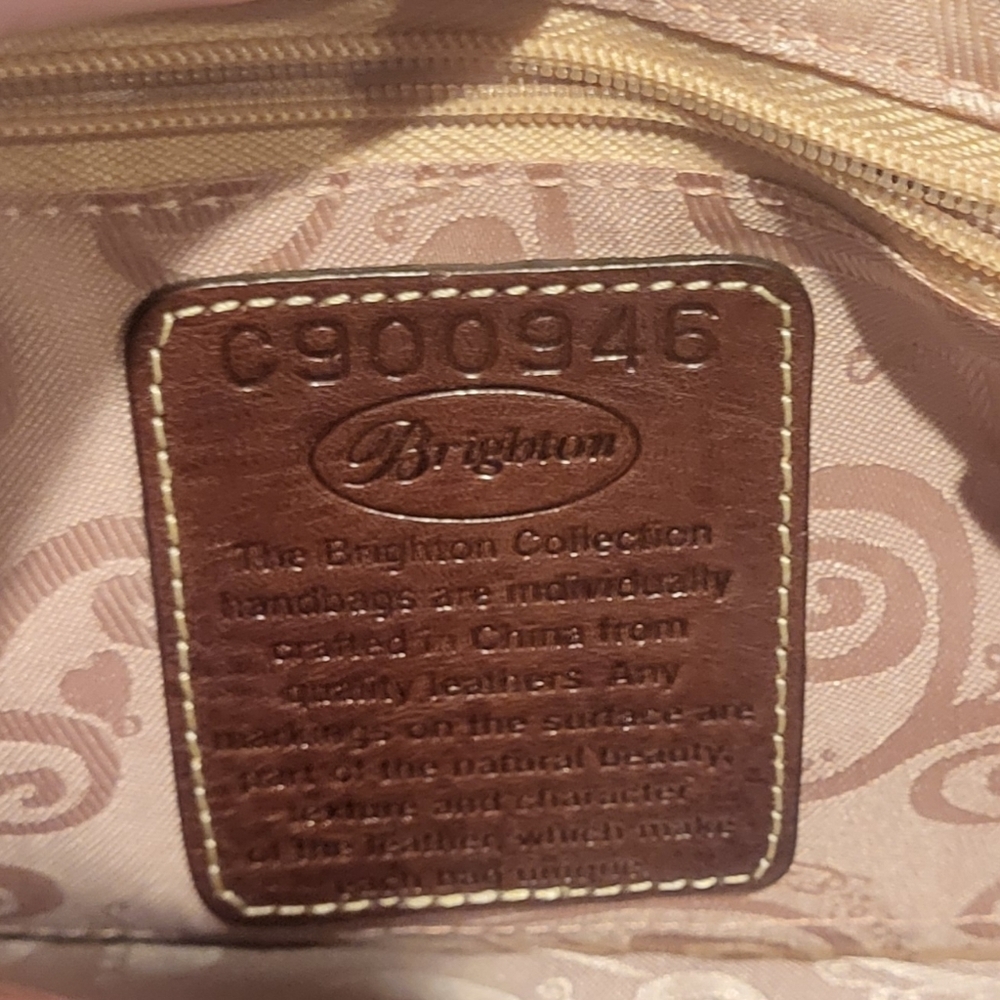 C900946
Brighton
The Brighton Collection
handbags are individually
crafted in China from
quality leathers. Any
markings on the surface are
part of the natural beauty,
texture and character
of the leather, which make
each bag unique.